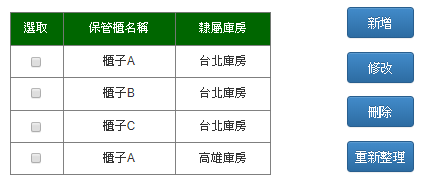 選取 保管櫃名稱 隸屬庫房
櫃子A 台北庫房
櫃子B 台北庫房
櫃子C 台北庫房
櫃子A 高雄庫房
新增
修改
刪除
重新整理